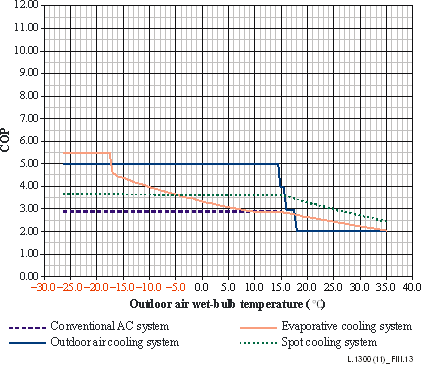 12.00
11.00
10.00
9.00
8.00
7.00
6.00
5.00
4.00
3.00
2.00
1.00
0.00
COP
−30.0 −25.0 −20.0 −15.0 −10.0 −5.0 0.0 5.0 10.0 15.0 20.0 25.0 30.0 35.0 40.0
Outdoor air wet-bulb temperature (°C)
Conventional AC system
Evaporative cooling system
Outdoor air cooling system
Spot cooling system
L.1300(11)_FIII.13